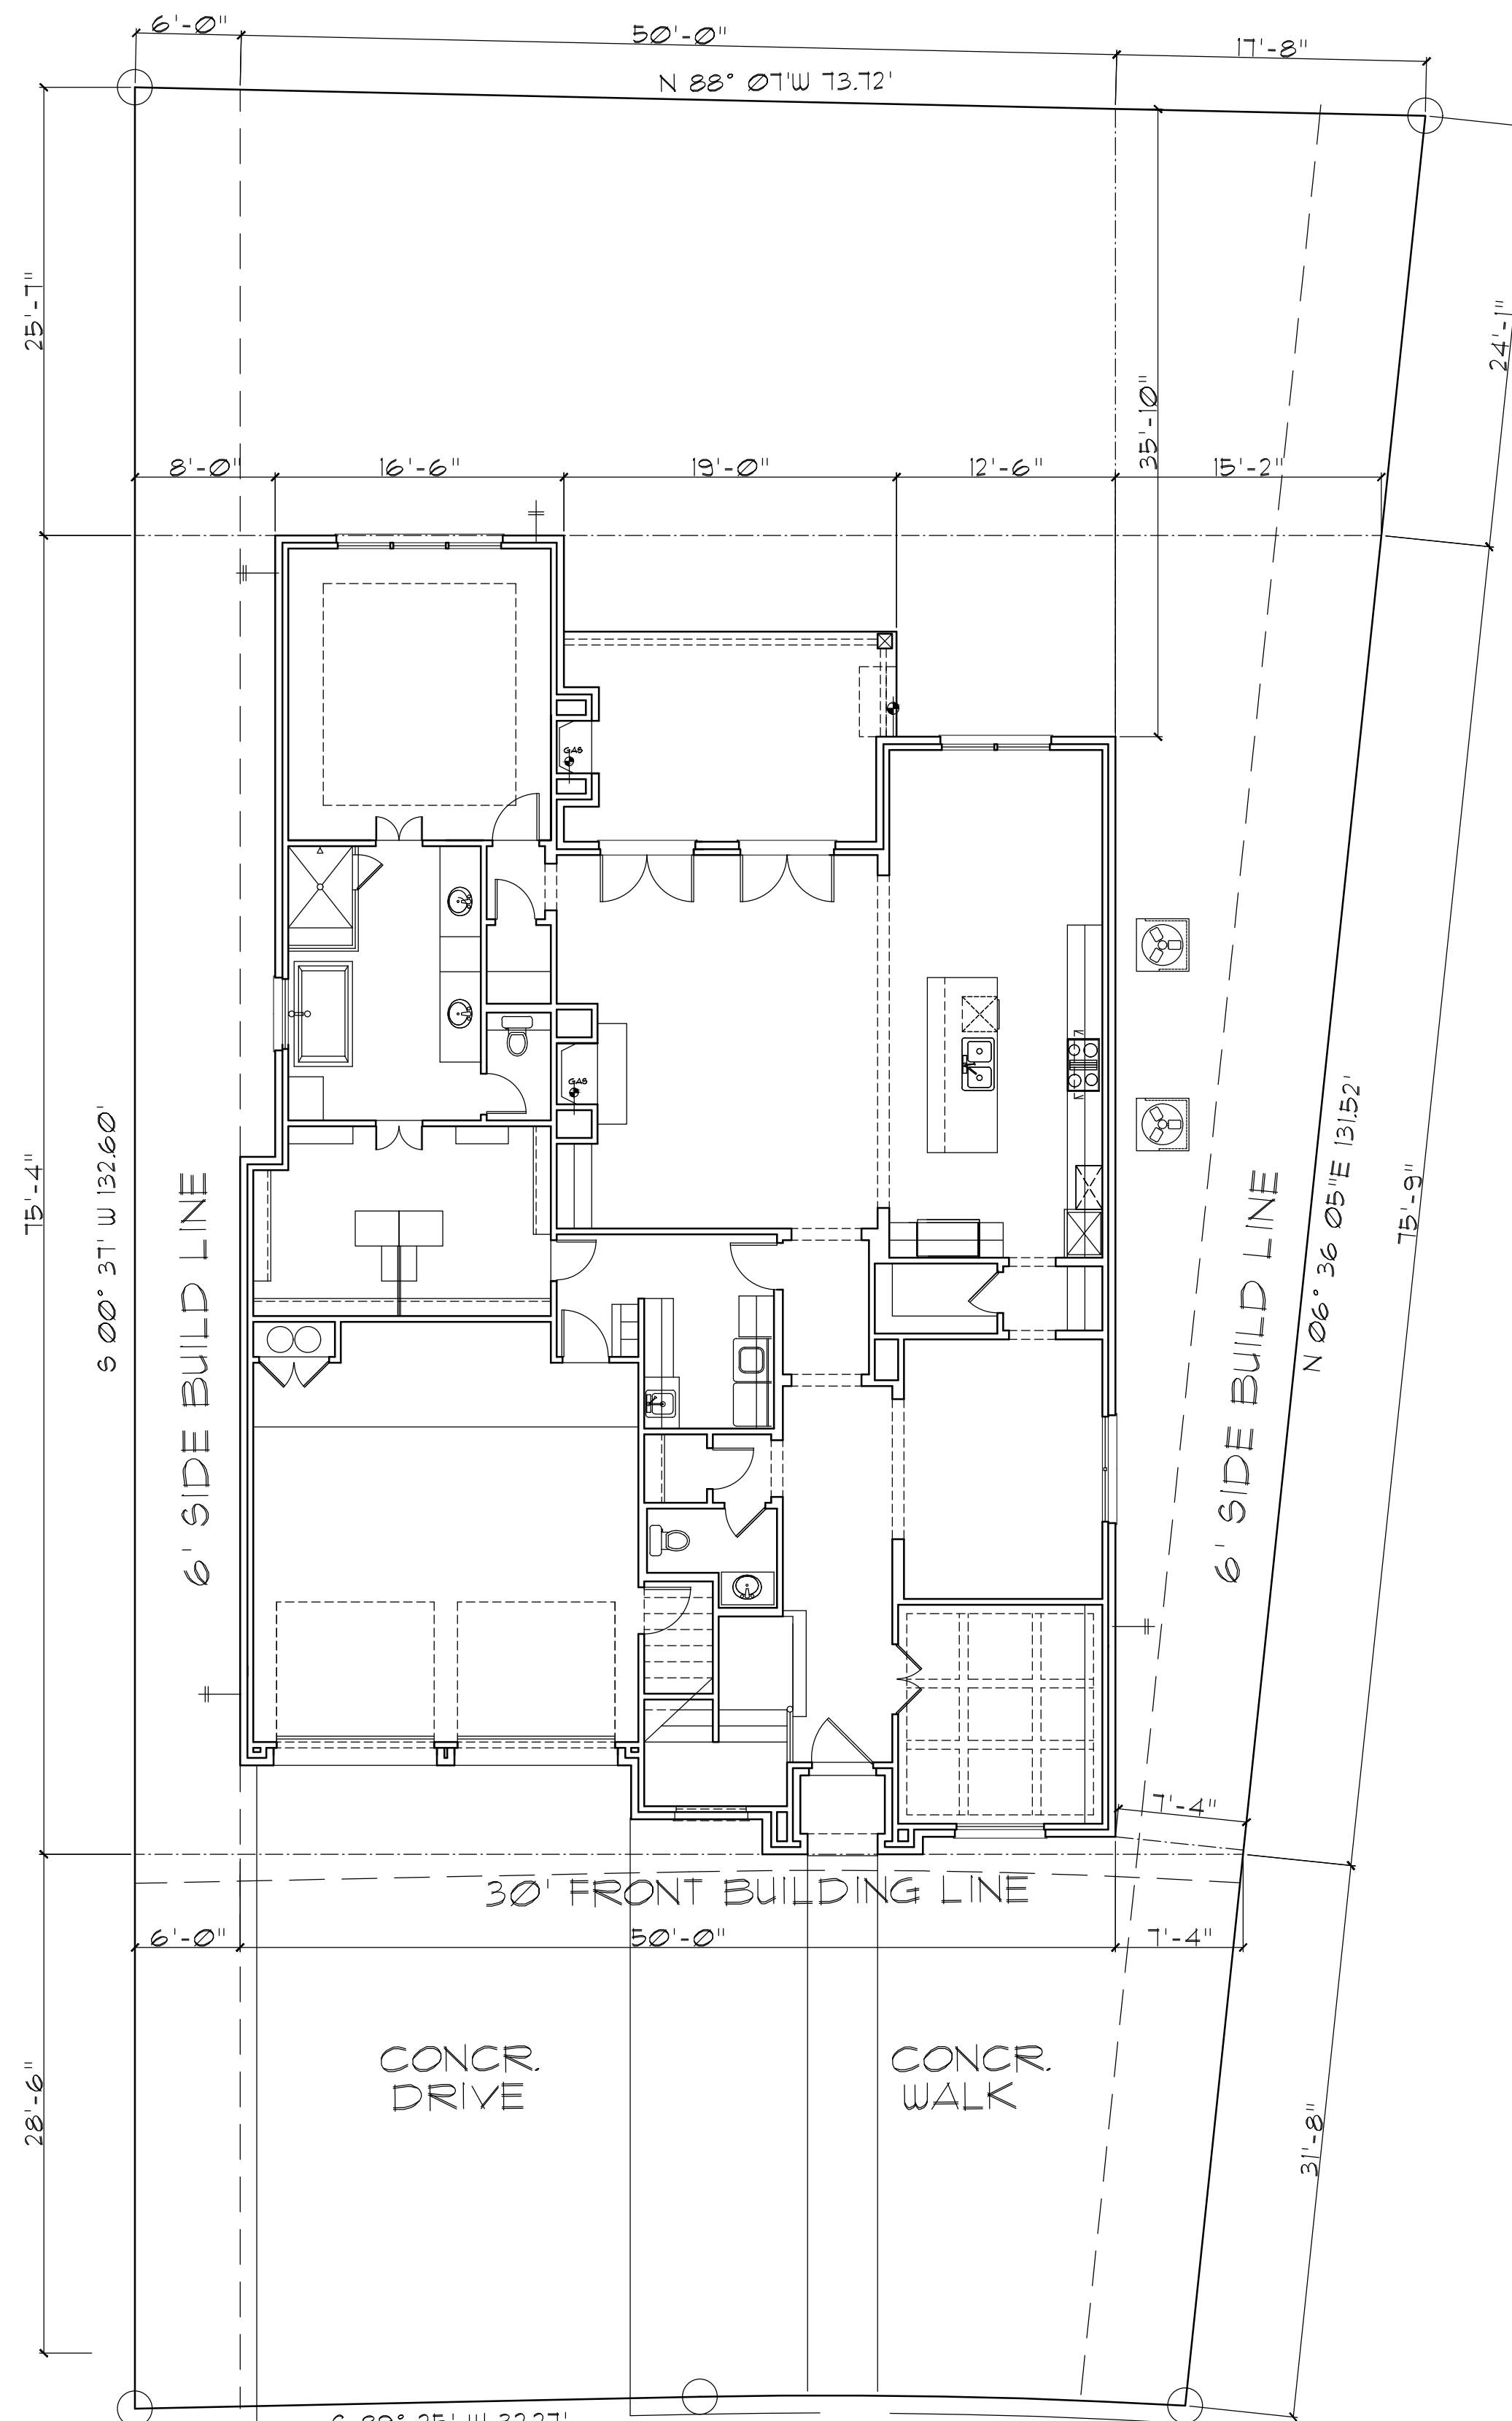 6'-0"
50'-0"
17'-8"
N 88° 07'W 73.72'
25'-7"
24'-1"
35'-10"
8'-0"
16'-6"
19'-0"
12'-6"
15'-2"
GAS
GAS
75'-4"
S 00° 37' W 132.60'
6' SIDE BUILD LINE
6' SIDE BUILD LINE
N 06° 36 05"E 131.52'
75'-9"
7'-4"
30' FRONT BUILDING LINE
6'-0"
50'-0"
7'-4"
28'-6"
CONCR.
DRIVE
CONCR.
WALK
31'-8"